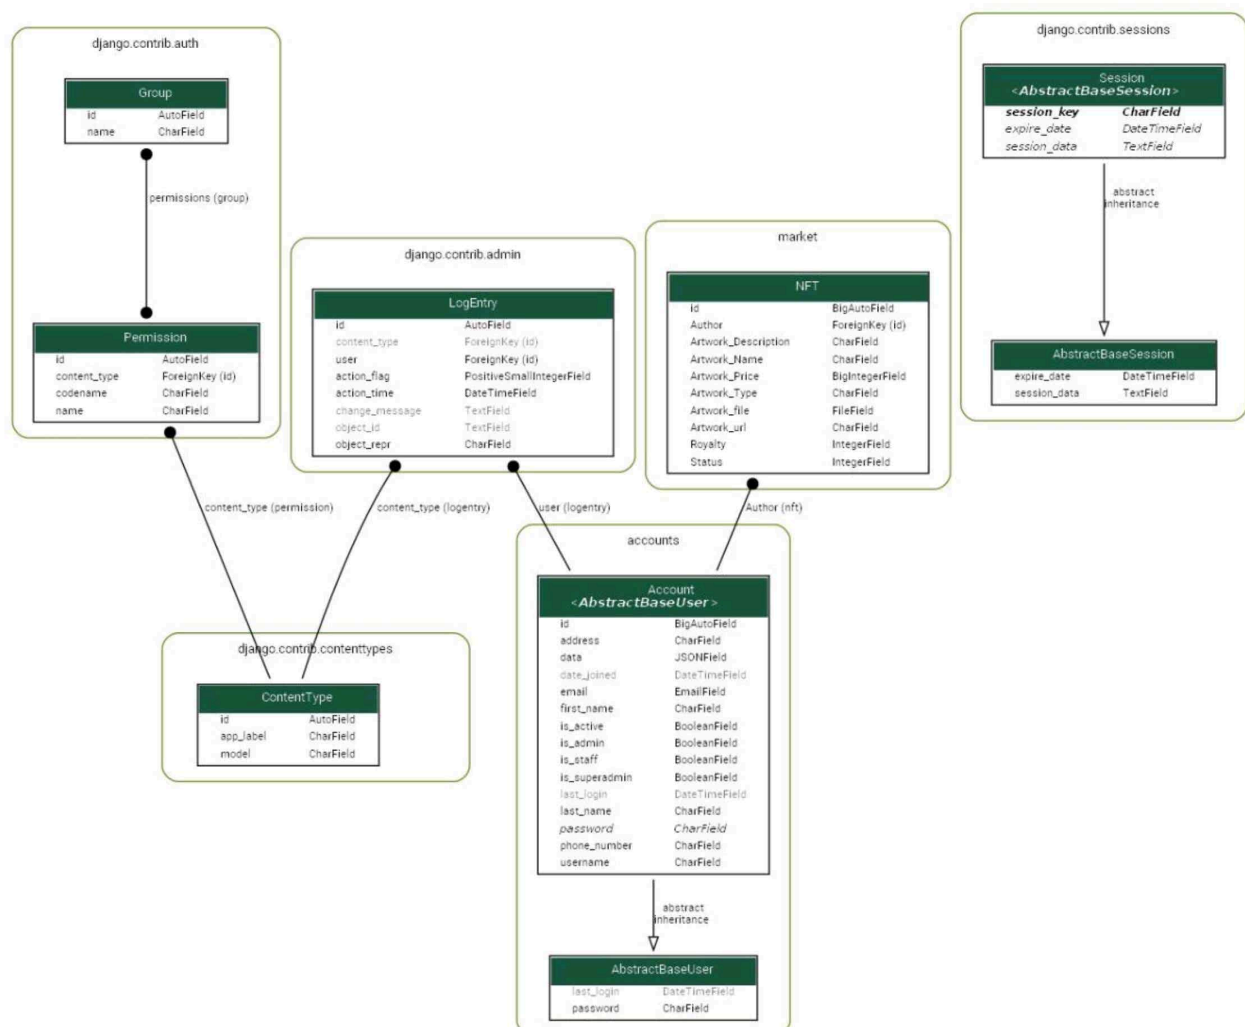 django.contrib.auth
Group
id AutoField
name CharField
permissions (group)
Permission
id AutoField
content_type ForeignKey (id)
codename CharField
name CharField
django.contrib.admin
LogEntry
id AutoField
content_type ForeignKey (id)
user ForeignKey (id)
action_flag PositiveSmallIntegerField
action_time DateTimeField
change_message TextField
object_id TextField
object_repr CharField
market
NFT
id BigAutoField
Author ForeignKey (id)
Artwork_Description CharField
Artwork_Name CharField
Artwork_Price BigIntegerField
Artwork_Type CharField
Artwork_file FileField
Artwork_url CharField
Royalty IntegerField
Status IntegerField
django.contrib.sessions
Session
<AbstractBaseSession>
session_key CharField
expire_date DateTimeField
session_data TextField
abstract
inheritance
AbstractBaseSession
expire_date DateTimeField
session_data TextField
content_type (permission)
content_type (logentry)
user (logentry)
Author (nft)
django.contrib.contenttypes
ContentType
id AutoField
app_label CharField
model CharField
accounts
Account
<AbstractBaseUser>
id BigAutoField
address CharField
data JSONField
date_joined DateTimeField
email EmailField
first_name CharField
is_active BooleanField
is_admin BooleanField
is_staff BooleanField
is_superadmin BooleanField
last_login DateTimeField
last_name CharField
password CharField
phone_number CharField
username CharField
abstract
inheritance
AbstractBaseUser
last_login DateTimeField
password CharField